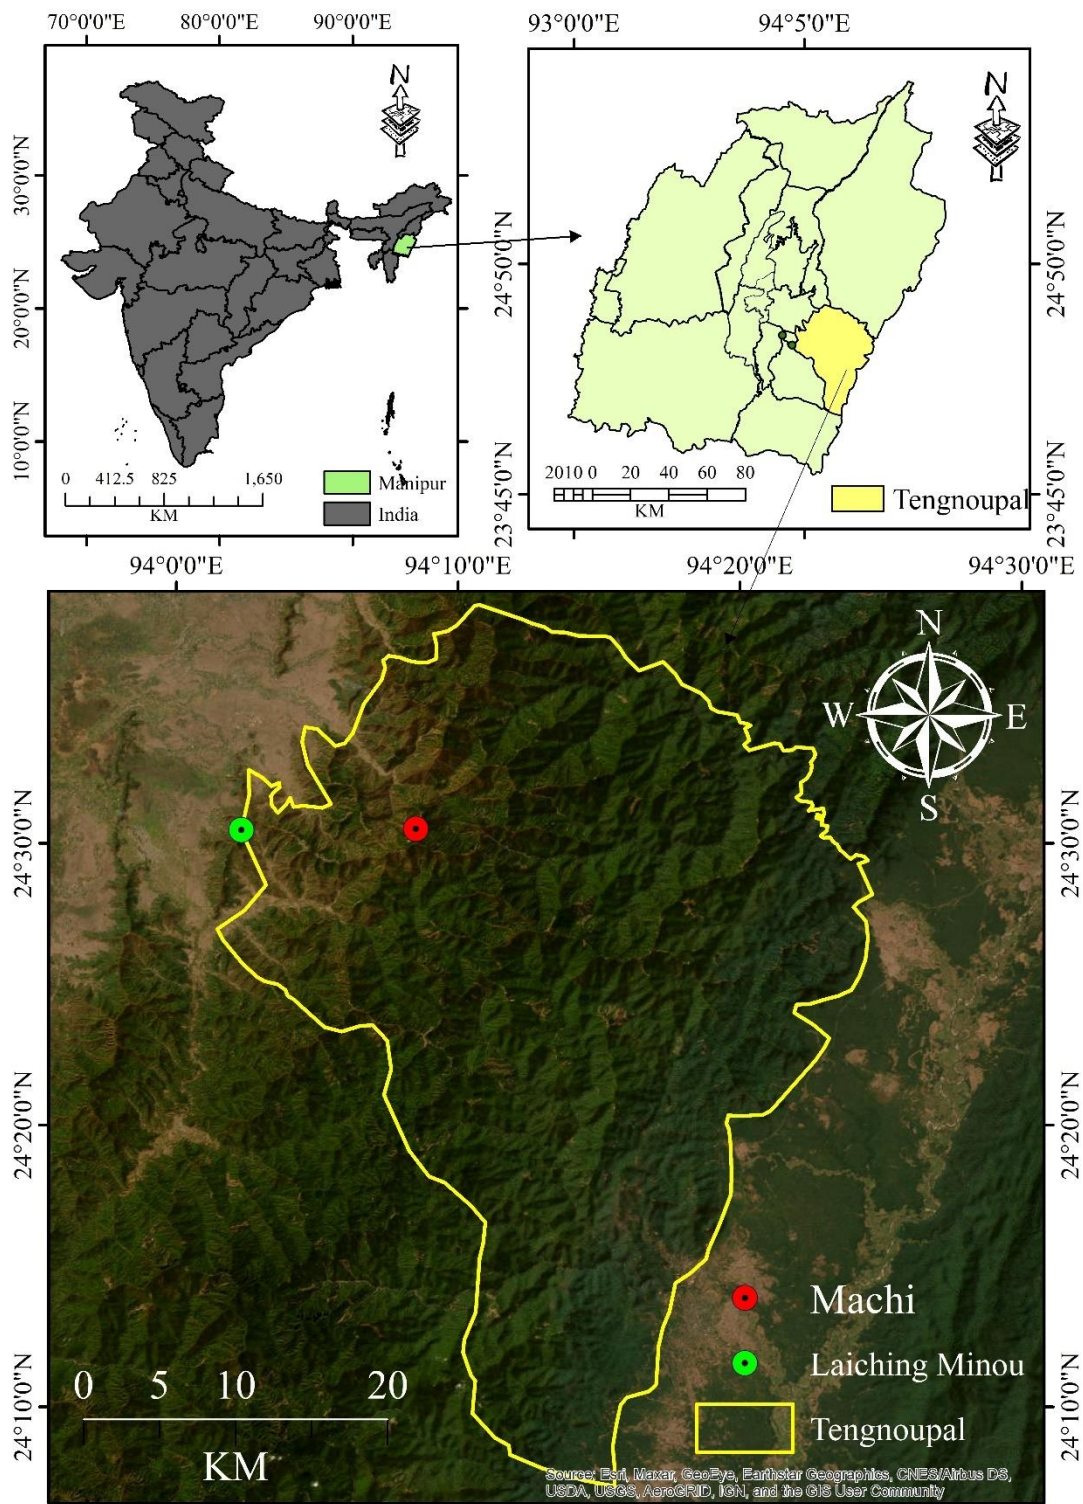 70°0'0"E 80°0'0"E 90°0'0"E
N
30°0'0"N
20°0'0"N
10°0'0"N
0 412.5 825 1,650
KM
Manipur
India
93°0'0"E 94°5'0"E
N
24°50'0"N 24°50'0"N
23°45'0"N 23°45'0"N
2010 0 20 40 60 80
KM
Tengnoupal
94°0'0"E 94°10'0"E 94°20'0"E 94°30'0"E
N
W E
S
24°30'0"N 24°30'0"N
24°20'0"N 24°20'0"N
24°10'0"N 24°10'0"N
Machi
Laiching Minou
Tengnoupal
0 5 10 20
KM
Source: Esri, Maxar, GeoEye, Earthstar Geographics, CNES/Airbus DS,
USDA, USGS, AeroGRID, IGN, and the GIS User Community